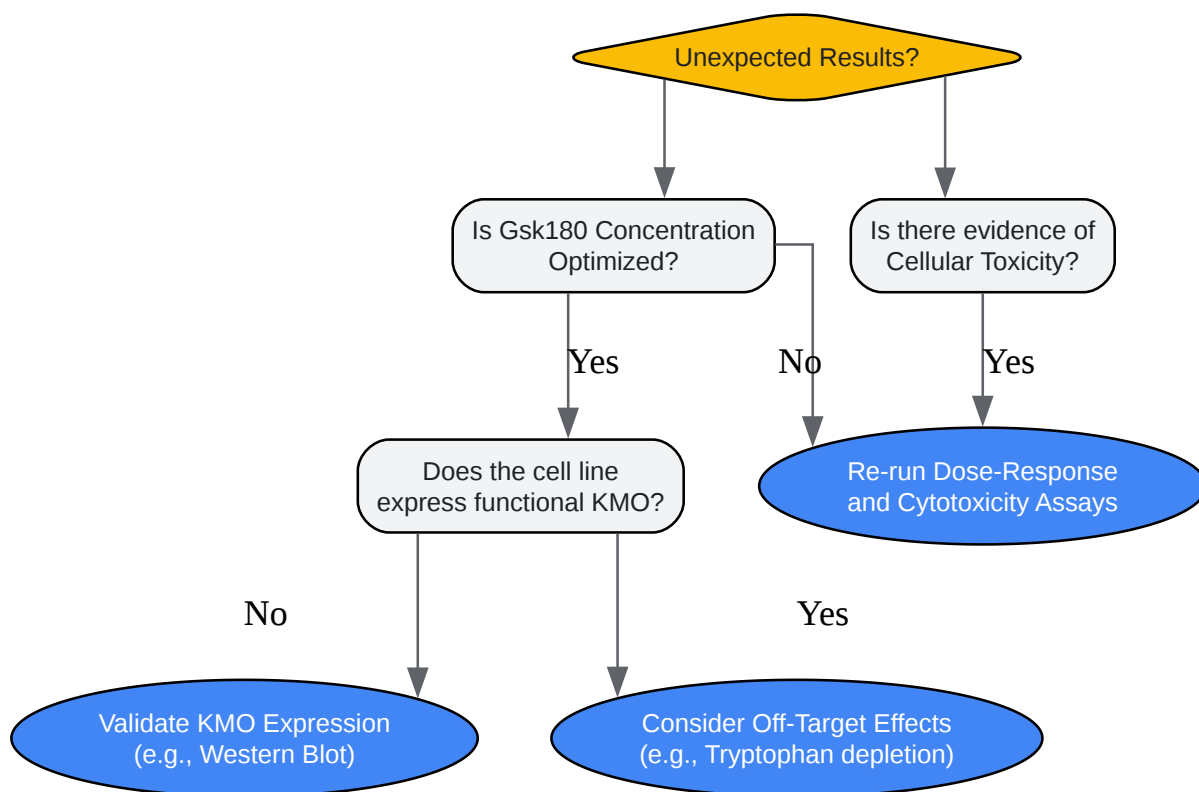 Unexpected Results?
Is Gsk180 Concentration
Optimized?
Is there evidence of
Cellular Toxicity?
Yes
No
Yes
Does the cell line
express functional KMO?
Re-run Dose-Response
and Cytotoxicity Assays
No
Yes
Validate KMO Expression
(e.g., Western Blot)
Consider Off-Target Effects
(e.g., Tryptophan depletion)